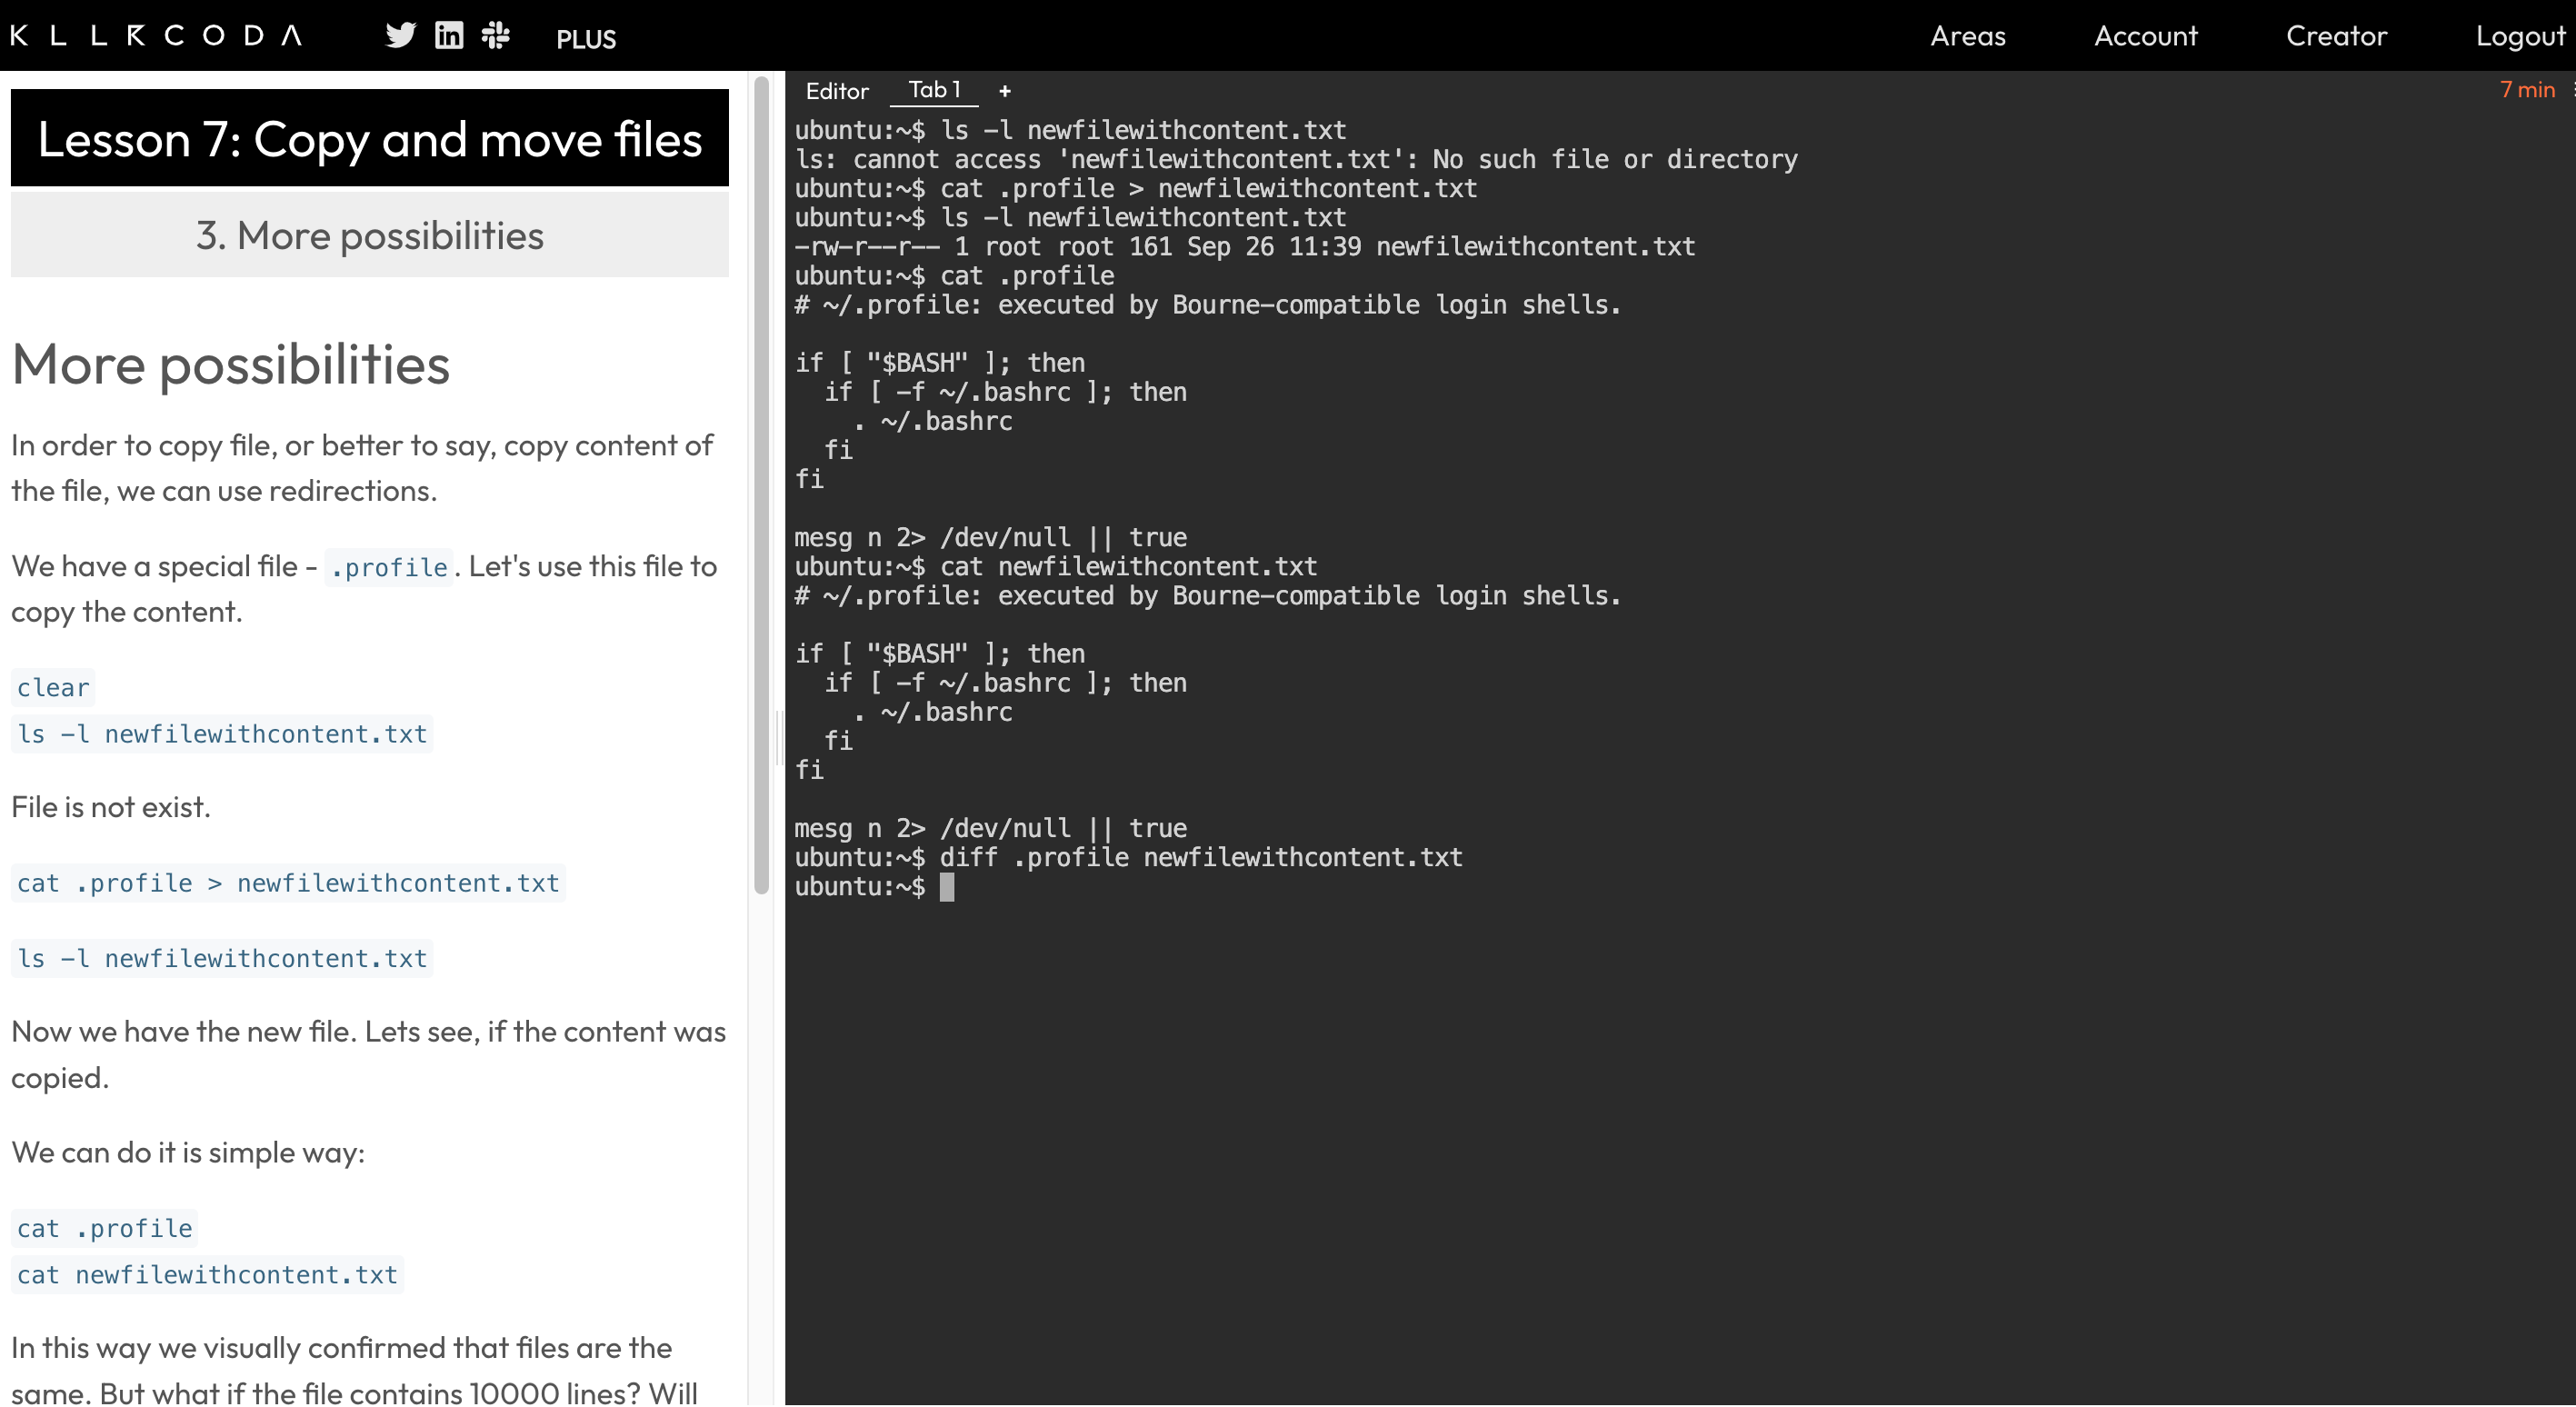 KLLRCODA PLUS Areas Account Creator Logout
Lesson 7: Copy and move files
3. More possibilities
More possibilities
In order to copy file, or better to say, copy content of
the file, we can use redirections.
We have a special file - .profile. Let's use this file to
copy the content.
clear
ls -l newfilewithcontent.txt
File is not exist.
cat .profile > newfilewithcontent.txt
ls -l newfilewithcontent.txt
Now we have the new file. Lets see, if the content was
copied.
We can do it is simple way:
cat .profile
cat newfilewithcontent.txt
In this way we visually confirmed that files are the
same. But what if the file contains 10000 lines? Will
Editor Tab 1 + 7 min
ubuntu:~$ ls -l newfilewithcontent.txt
ls: cannot access 'newfilewithcontent.txt': No such file or directory
ubuntu:~$ cat .profile > newfilewithcontent.txt
ubuntu:~$ ls -l newfilewithcontent.txt
-rw-r--r-- 1 root root 161 Sep 26 11:39 newfilewithcontent.txt
ubuntu:~$ cat .profile
# ~/.profile: executed by Bourne-compatible login shells.
if [ "$BASH" ]; then
  if [ -f ~/.bashrc ]; then
    . ~/.bashrc
  fi
fi
mesg n 2> /dev/null || true
ubuntu:~$ cat newfilewithcontent.txt
# ~/.profile: executed by Bourne-compatible login shells.
if [ "$BASH" ]; then
  if [ -f ~/.bashrc ]; then
    . ~/.bashrc
  fi
fi
mesg n 2> /dev/null || true
ubuntu:~$ diff .profile newfilewithcontent.txt
ubuntu:~$